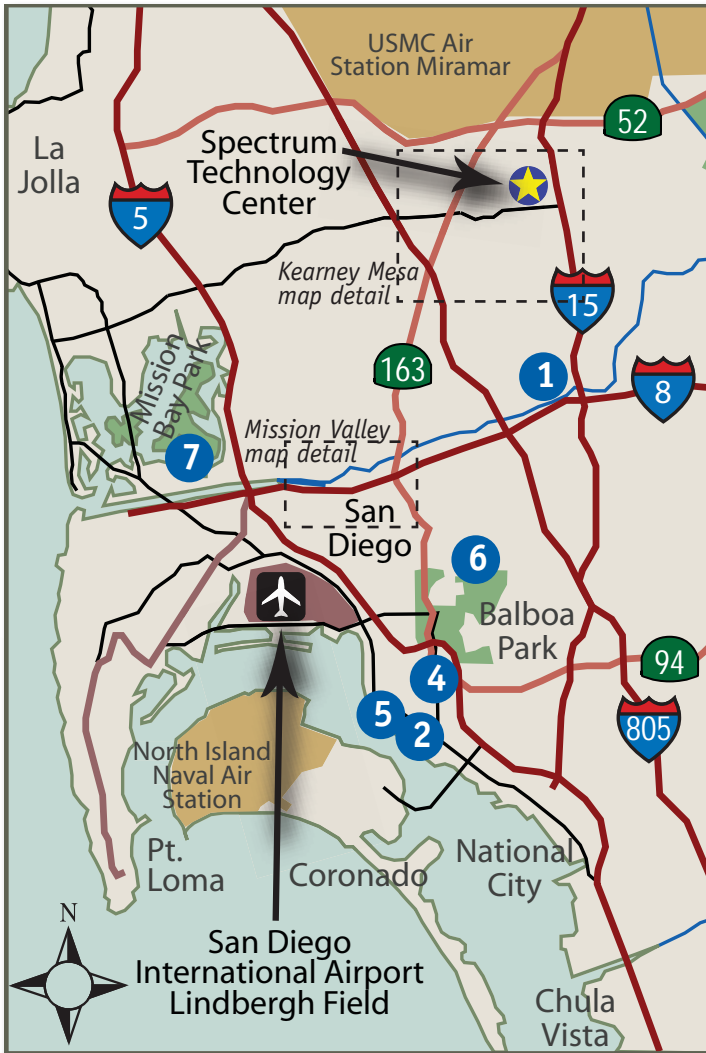 USMC Air
Station Miramar
52
Spectrum
Technology
Center
La
Jolla
5
Kearney Mesa
map detail
15
163
1
8
Mission
Bay Park
Mission Valley
map detail
7
San
Diego
6
Balboa
Park
4
94
5
2
805
North Island
Naval Air
Station
Pt.
Loma
Coronado
National
City
N
San Diego
International Airport
Lindbergh Field
Chula
Vista